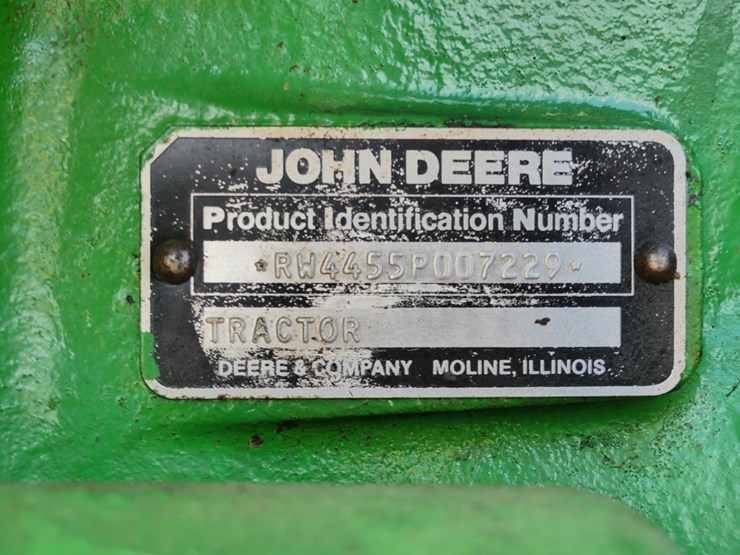 JOHN DEERE
Product Identification Number
*RW4455P007229*
TRACTOR
DEERE & COMPANY MOLINE, ILLINOIS